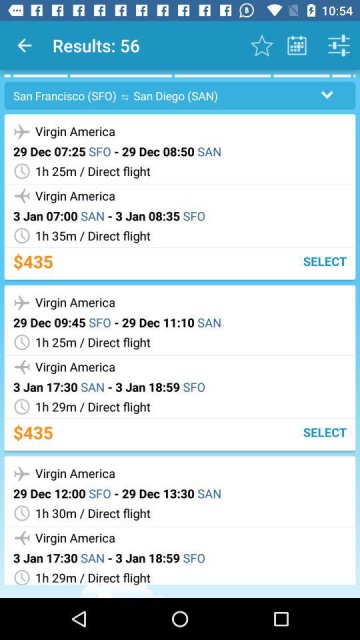 10:54
Results: 56
San Francisco (SFO) ⇆ San Diego (SAN)
Virgin America
29 Dec 07:25 SFO - 29 Dec 08:50 SAN
1h 25m / Direct flight
Virgin America
3 Jan 07:00 SAN - 3 Jan 08:35 SFO
1h 35m / Direct flight
$435 SELECT
Virgin America
29 Dec 09:45 SFO - 29 Dec 11:10 SAN
1h 25m / Direct flight
Virgin America
3 Jan 17:30 SAN - 3 Jan 18:59 SFO
1h 29m / Direct flight
$435 SELECT
Virgin America
29 Dec 12:00 SFO - 29 Dec 13:30 SAN
1h 30m / Direct flight
Virgin America
3 Jan 17:30 SAN - 3 Jan 18:59 SFO
1h 29m / Direct flight